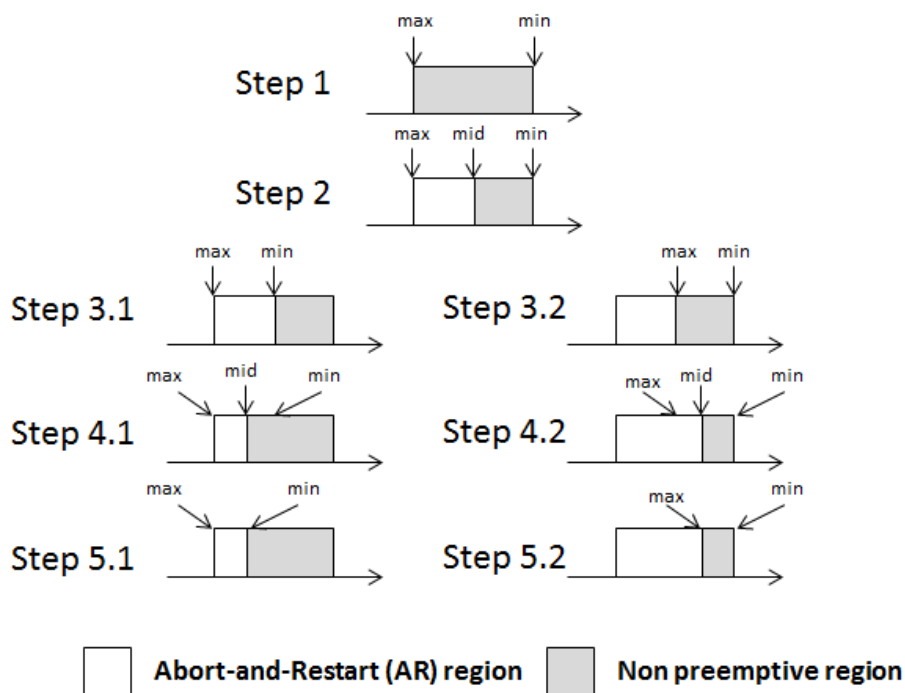 max min
Step 1
max mid min
Step 2
max min
Step 3.1
max min
Step 3.2
max mid min
Step 4.1
max mid min
Step 4.2
max min
Step 5.1
max min
Step 5.2
Abort-and-Restart (AR) region
Non preemptive region